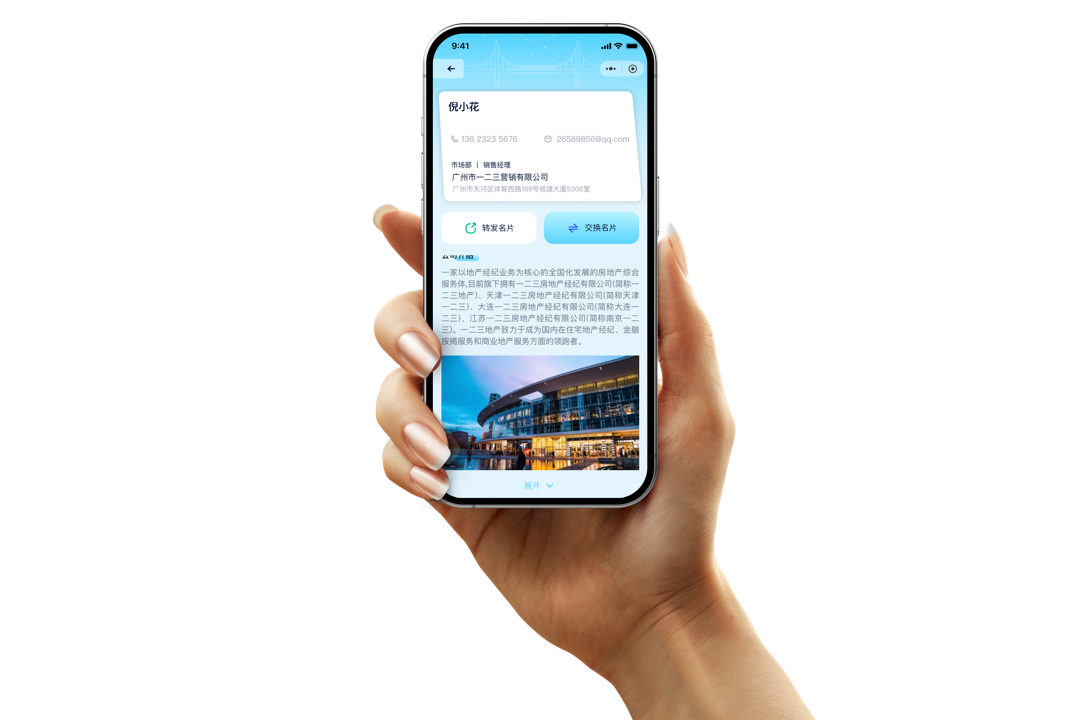 9:41
倪小花
138 2323 5676
26589856@qq.com
市场部 | 销售经理
广州市一二三营销有限公司
广州市天河区体育西路189号城建大厦5306室
转发名片
交换名片
公司介绍
一家以地产经纪业务为核心的全国化发展的房地产综合
服务体,目前旗下拥有一二三房地产经纪有限公司(简称一
二三地产)、天津一二三房地产经纪有限公司(简称天津
一二三)、大连一二三房地产经纪有限公司(简称大连一
二三)、江苏一二三房地产经纪有限公司(简称南京一二
三)。一二三地产致力于成为国内在住宅地产经纪、金融
按揭服务和商业地产服务方面的领跑者。
展开